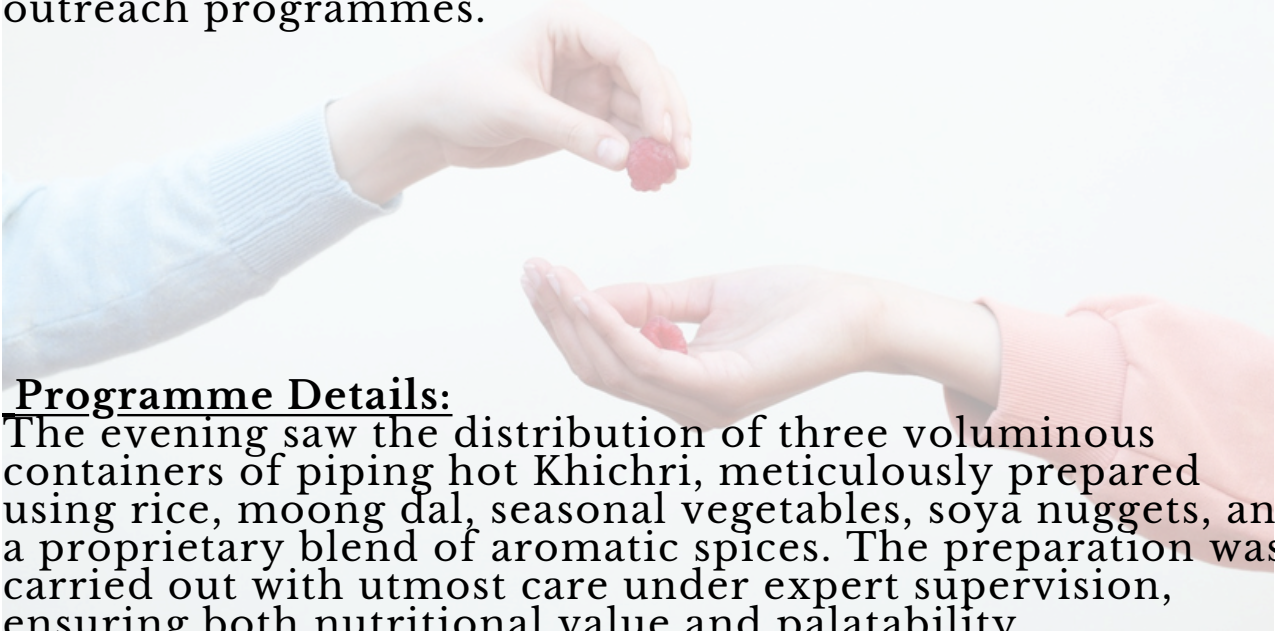 outreach programmes.
Programme Details:
The evening saw the distribution of three voluminous
containers of piping hot Khichri, meticulously prepared
using rice, moong dal, seasonal vegetables, soya nuggets, an
a proprietary blend of aromatic spices. The preparation was
carried out with utmost care under expert supervision,
ensuring both nutritional value and palatability.